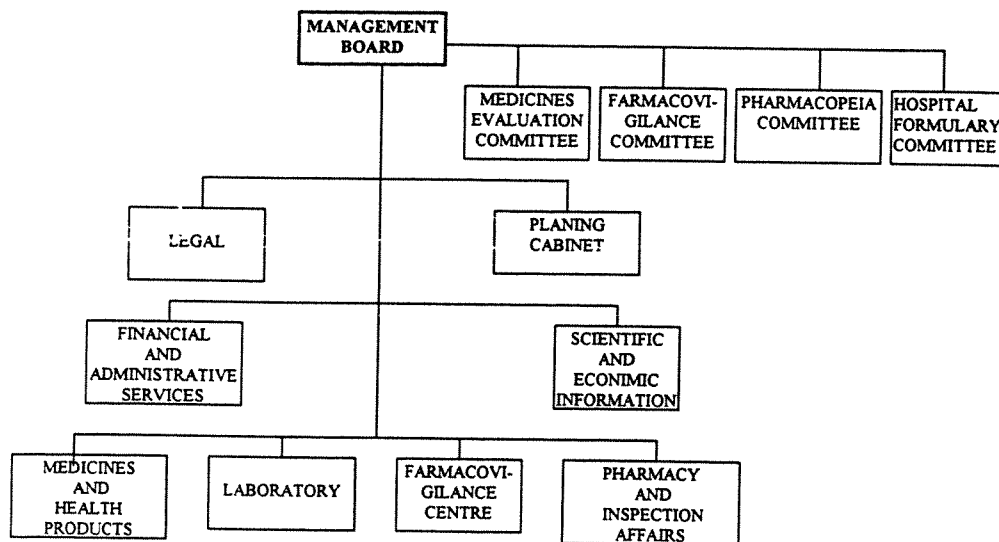 MANAGEMENT
BOARD
MEDICINES
EVALUATION
COMMITTEE
FARMACOVI-
GILANCE
COMMITTEE
PHARMACOPEIA
COMMITTEE
HOSPITAL
FORMULARY
COMMITTEE
LEGAL
PLANING
CABINET
FINANCIAL
AND
ADMINISTRATIVE
SERVICES
SCIENTIFIC
AND
ECONIMIC
INFORMATION
MEDICINES
AND
HEALTH
PRODUCTS
LABORATORY
FARMACOVI-
GILANCE
CENTRE
PHARMACY
AND
INSPECTION
AFFAIRS